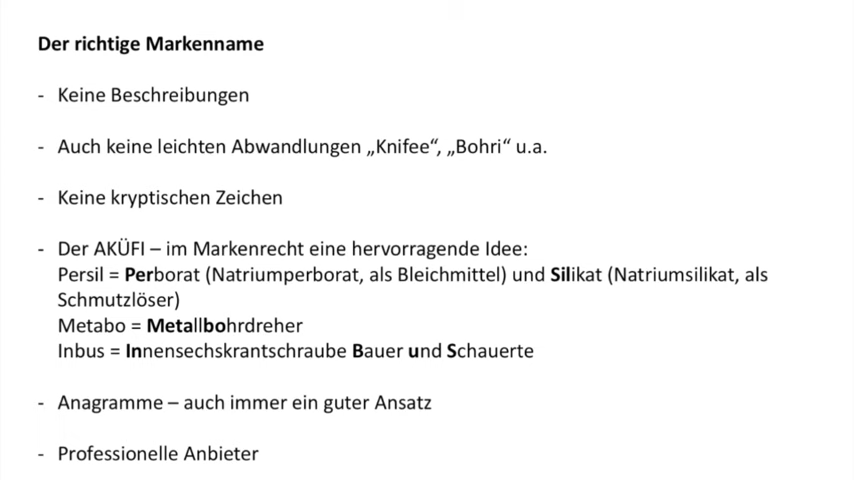 Der richtige Markenname
- Keine Beschreibungen
- Auch keine leichten Abwandlungen „Knifee“, „Bohri“ u.a.
- Keine kryptischen Zeichen
- Der AKÜFI – im Markenrecht eine hervorragende Idee:
Persil = Perborat (Natriumperborat, als Bleichmittel) und Silikat (Natriumsilikat, als
Schmutzlöser)
Metabo = Metallbohrdreher
Inbus = Innensechskrantschraube Bauer und Schauerte
- Anagramme – auch immer ein guter Ansatz
- Professionelle Anbieter